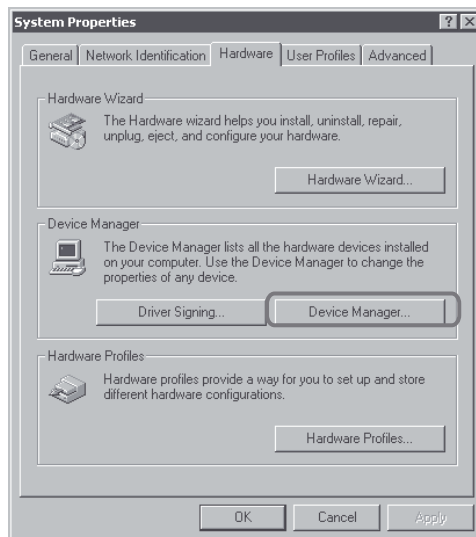 System Properties
? X
General Network Identification Hardware User Profiles Advanced
Hardware Wizard
The Hardware wizard helps you install, uninstall, repair,
unplug, eject, and configure your hardware.
Hardware Wizard...
Device Manager
The Device Manager lists all the hardware devices installed
on your computer. Use the Device Manager to change the
properties of any device.
Driver Signing... Device Manager...
Hardware Profiles
Hardware profiles provide a way for you to set up and store
different hardware configurations.
Hardware Profiles...
OK Cancel Apply